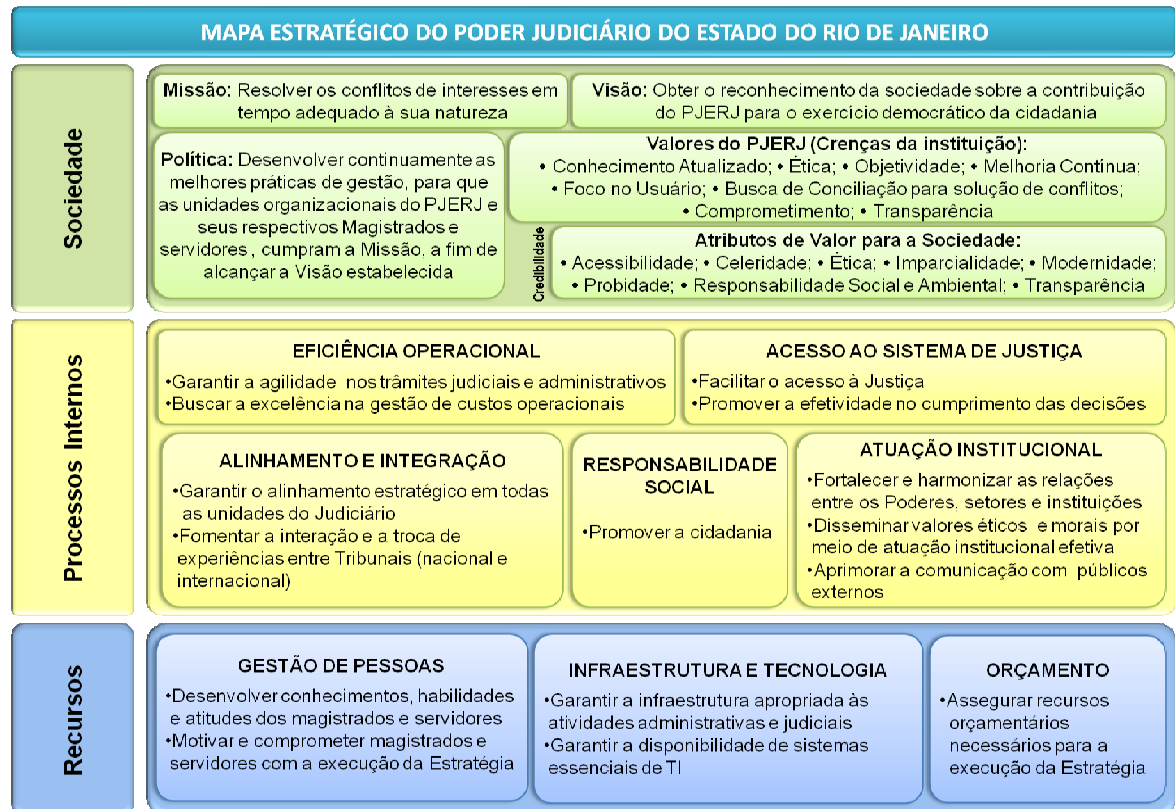 MAPA ESTRATÉGICO DO PODER JUDICIÁRIO DO ESTADO DO RIO DE JANEIRO
Sociedade
Missão: Resolver os conflitos de interesses em
tempo adequado à sua natureza
Visão: Obter o reconhecimento da sociedade sobre a contribuição
do PJERJ para o exercício democrático da cidadania
Política: Desenvolver continuamente as
melhores práticas de gestão, para que
as unidades organizacionais do PJERJ e
seus respectivos Magistrados e
servidores , cumpram a Missão, a fim de
alcançar a Visão estabelecida
Valores do PJERJ (Crenças da instituição):
• Conhecimento Atualizado; • Ética; • Objetividade; • Melhoria Continua;
• Foco no Usuário; • Busca de Conciliação para solução de conflitos;
• Comprometimento; • Transparência
Credibilidade
Atributos de Valor para a Sociedade:
• Acessibilidade; • Celeridade; • Ética; • Imparcialidade; • Modernidade;
• Probidade; • Responsabilidade Social e Ambiental; • Transparência
Processos Internos
EFICIÊNCIA OPERACIONAL
•Garantir a agilidade nos trâmites judiciais e administrativos
•Buscar a excelência na gestão de custos operacionais
ACESSO AO SISTEMA DE JUSTIÇA
•Facilitar o acesso à Justiça
•Promover a efetividade no cumprimento das decisões
ALINHAMENTO E INTEGRAÇÃO
•Garantir o alinhamento estratégico em todas
as unidades do Judiciário
•Fomentar a interação e a troca de
experiências entre Tribunais (nacional e
internacional)
RESPONSABILIDADE
SOCIAL
•Promover a cidadania
ATUAÇÃO INSTITUCIONAL
•Fortalecer e harmonizar as relações
entre os Poderes, setores e instituições
•Disseminar valores éticos e morais por
meio de atuação institucional efetiva
•Aprimorar a comunicação com públicos
externos
Recursos
GESTÃO DE PESSOAS
•Desenvolver conhecimentos, habilidades
e atitudes dos magistrados e servidores
•Motivar e comprometer magistrados e
servidores com a execução da Estratégia
INFRAESTRUTURA E TECNOLOGIA
•Garantir a infraestrutura apropriada às
atividades administrativas e judiciais
•Garantir a disponibilidade de sistemas
essenciais de TI
ORÇAMENTO
•Assegurar recursos
orçamentários
necessários para a
execução da Estratégia